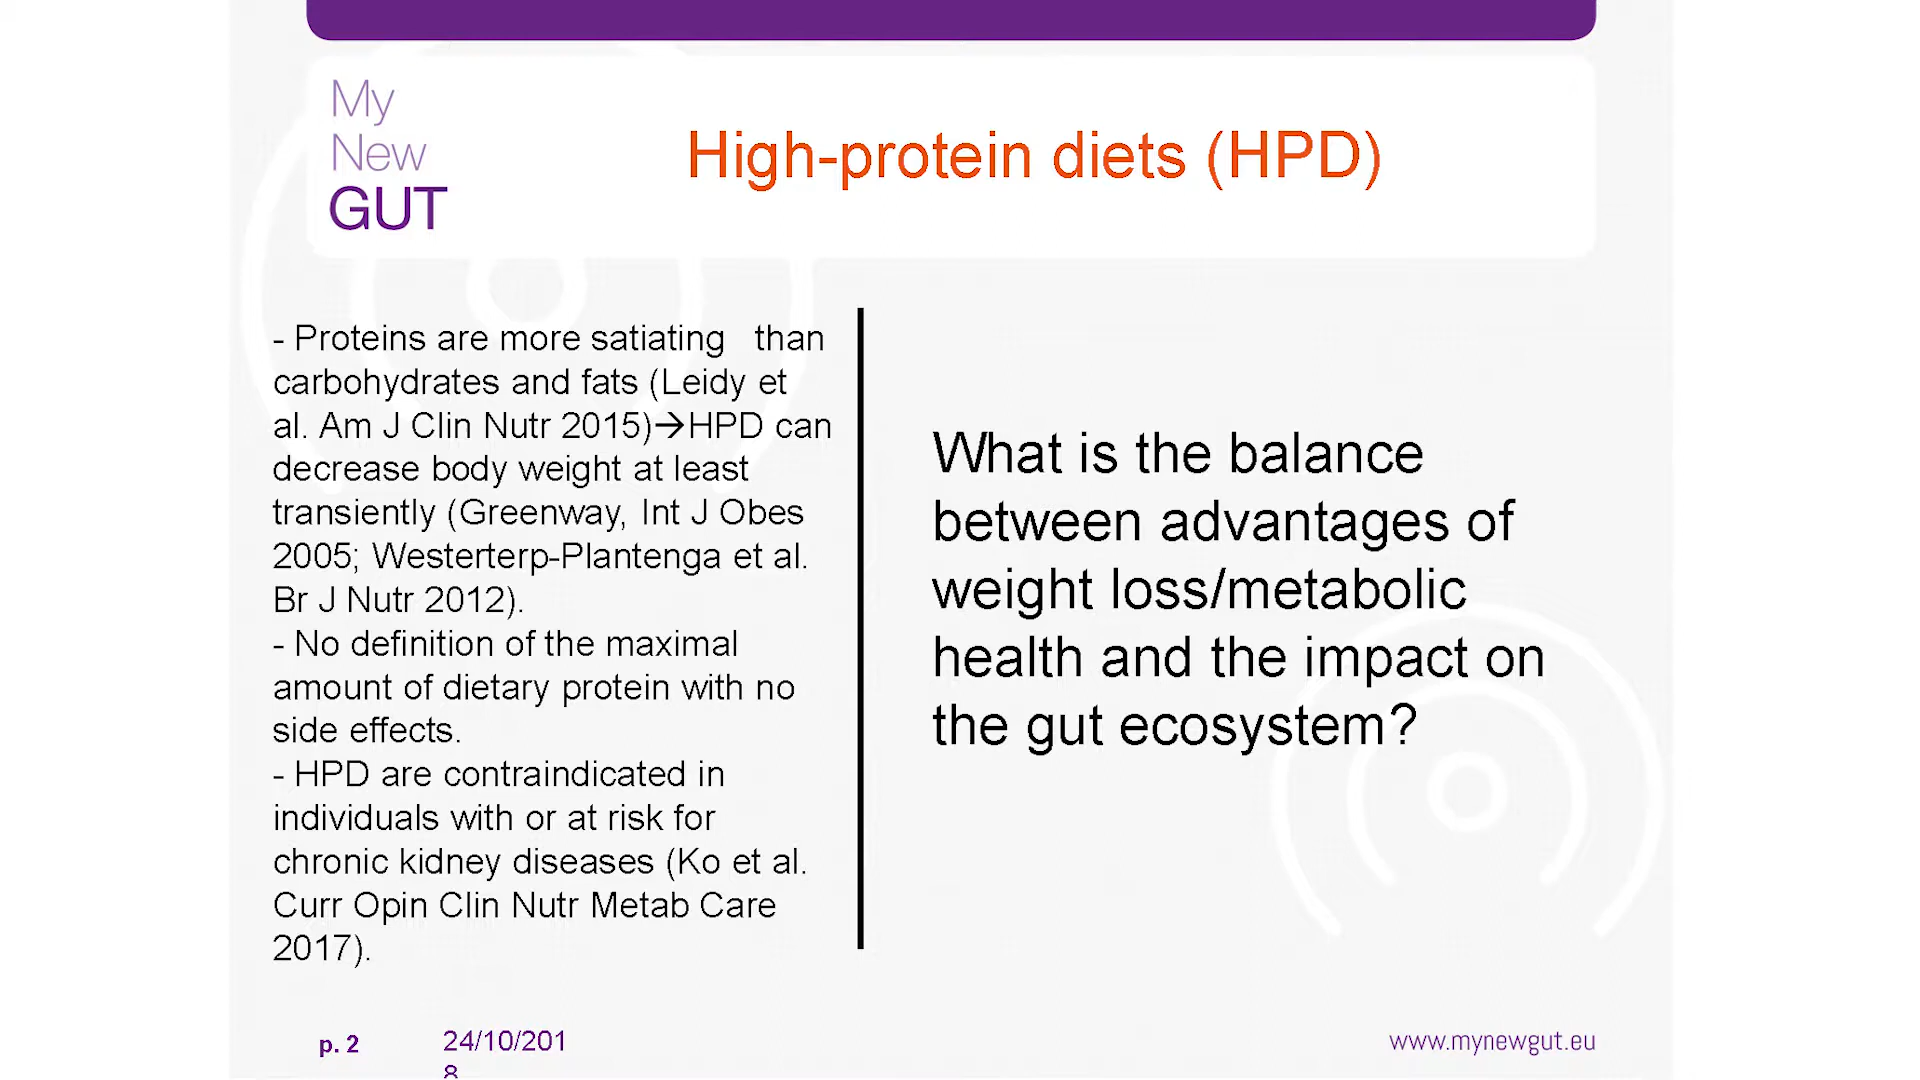 My
New
GUT
High-protein diets (HPD)
- Proteins are more satiating than
carbohydrates and fats (Leidy et
al. Am J Clin Nutr 2015)→HPD can
decrease body weight at least
transiently (Greenway, Int J Obes
2005; Westerterp-Plantenga et al.
Br J Nutr 2012).
- No definition of the maximal
amount of dietary protein with no
side effects.
- HPD are contraindicated in
individuals with or at risk for
chronic kidney diseases (Ko et al.
Curr Opin Clin Nutr Metab Care
2017).
What is the balance
between advantages of
weight loss/metabolic
health and the impact on
the gut ecosystem?
p. 2
24/10/201
8
www.mynewgut.eu